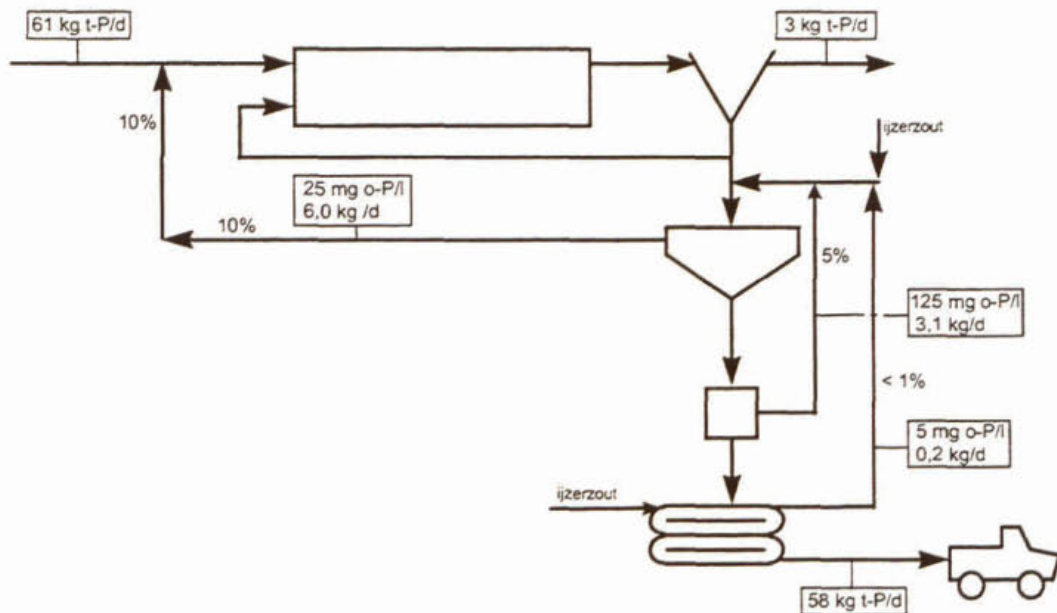 61 kg t-P/d
3 kg t-P/d
10%
ijzerzout
25 mg o-P/l
6,0 kg /d
10%
5%
125 mg o-P/l
3,1 kg/d
< 1%
5 mg o-P/l
0,2 kg/d
ijzerzout
58 kg t-P/d